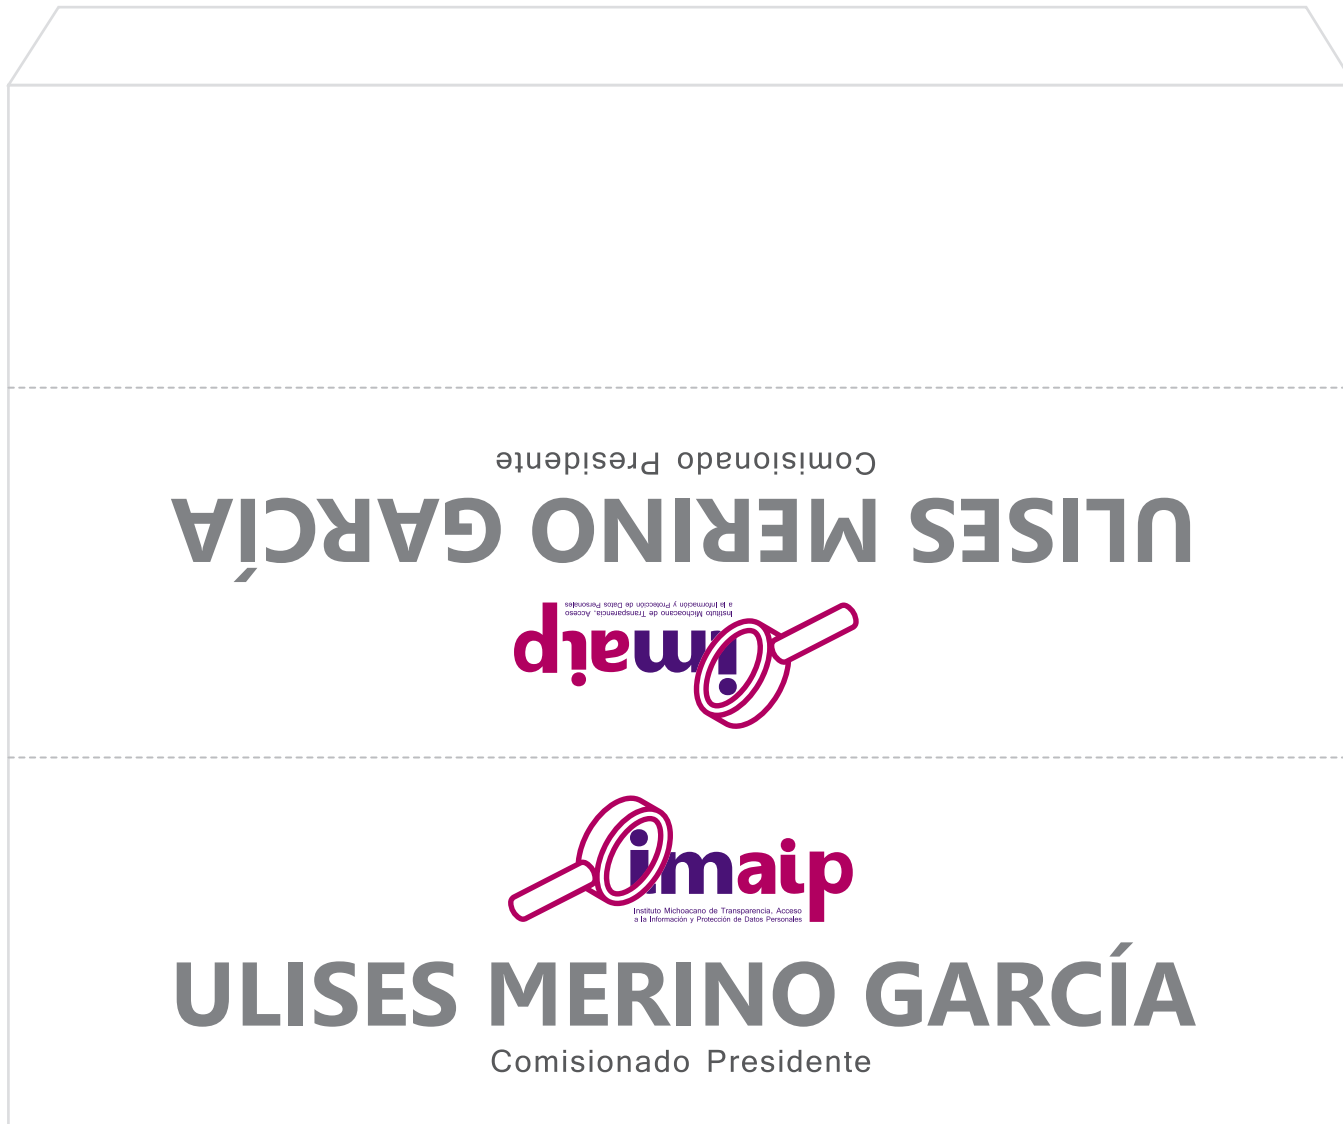 Comisionado Presidente
ULISES MERINO GARCÍA
Instituto Michoacano de Transparencia, Acceso
a la Información y Protección de Datos Personales
imaip
imaip
Instituto Michoacano de Transparencia, Acceso
a la Información y Protección de Datos Personales
ULISES MERINO GARCÍA
Comisionado Presidente